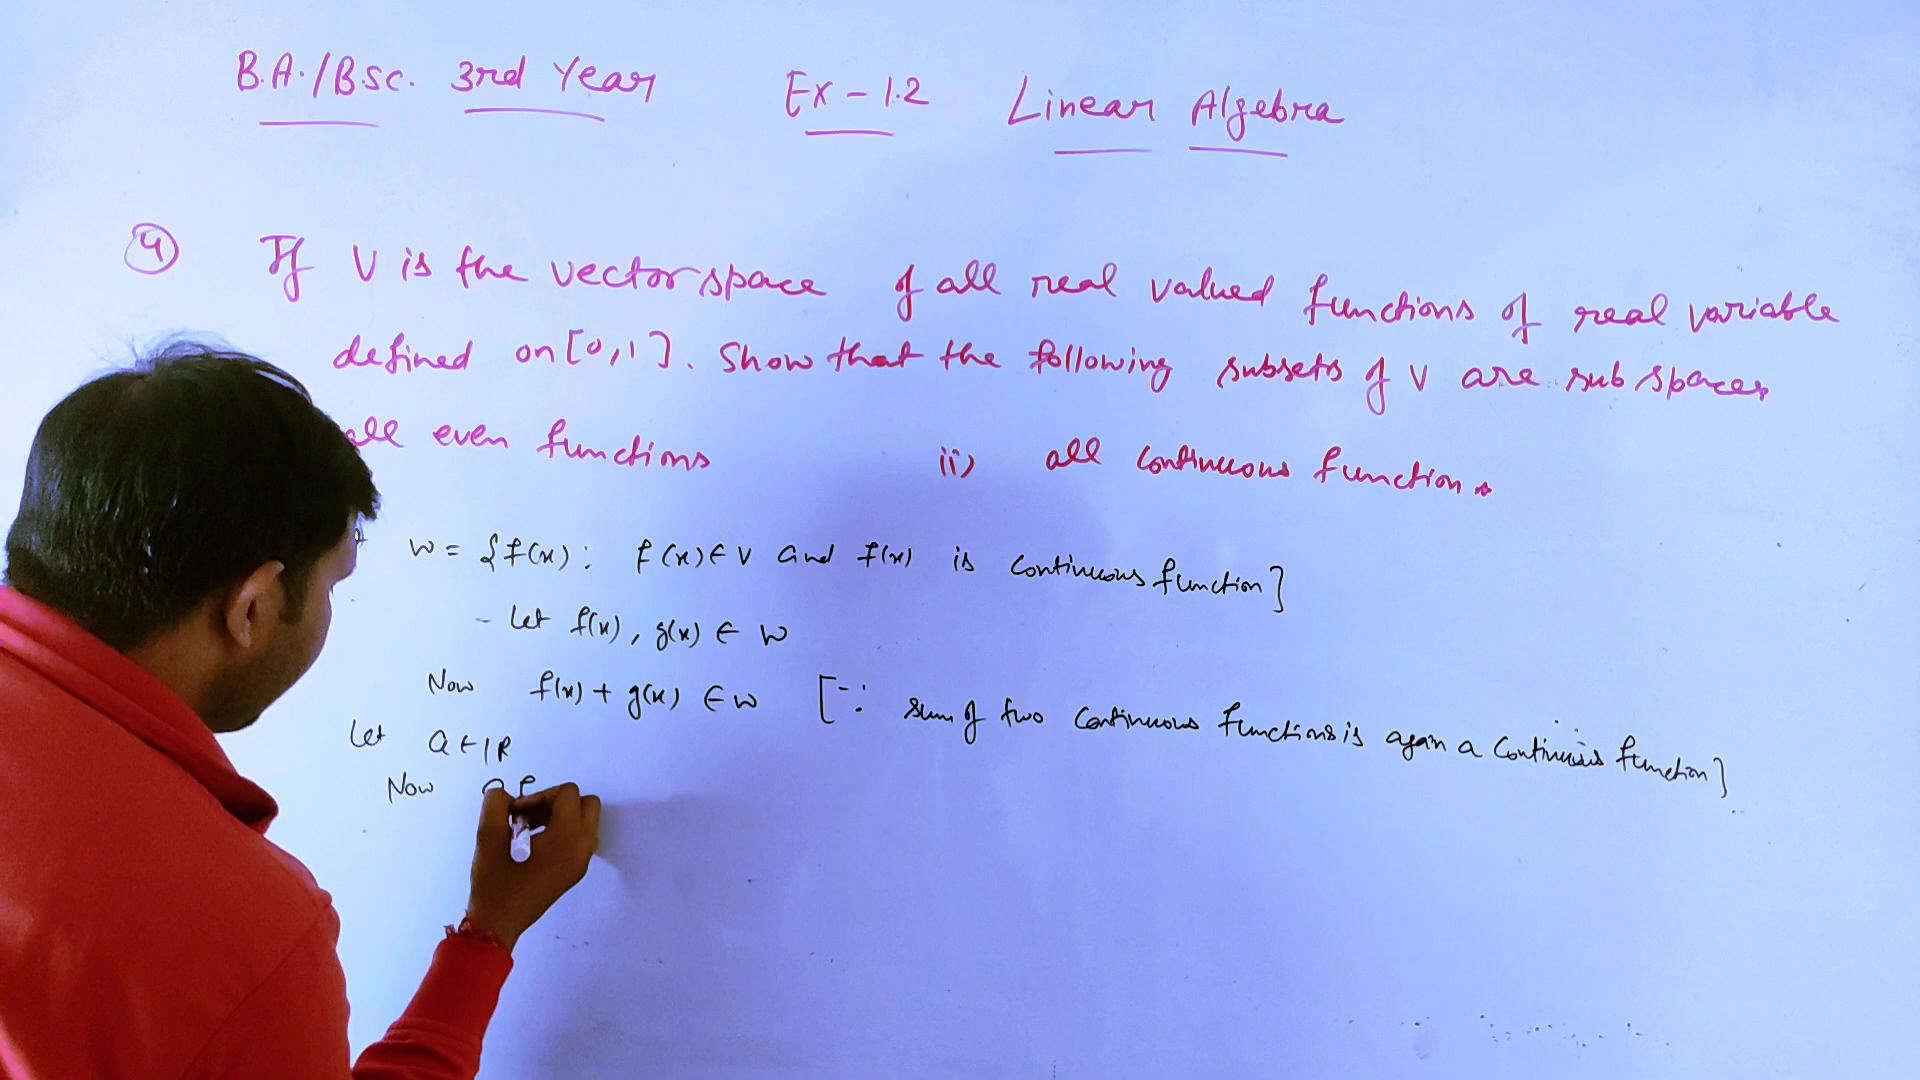 B.A./B.sc. 3rd Year Ex - 1.2 Linear Algebra
④ If V is the vector space of all real valued functions of real variable
defined on [0,1]. Show that the following subsets of V are sub spaces
all even functions ii) all continuous function.
W = {f(x) : f(x) ∈ V and f(x) is continuous function]
- Let f(x), g(x) ∈ W
Now f(x) + g(x) ∈ W [∵ sum of two continuous functions is again a continuous function]
Let a ∈ IR
Now af